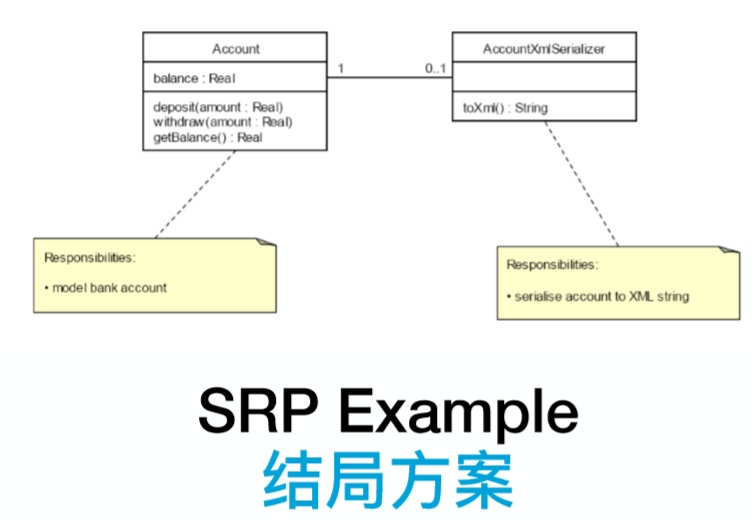 Account
AccountXmlSerializer
1
0..1
balance : Real
deposit(amount : Real)
withdraw(amount : Real)
getBalance() : Real
toXml() : String
Responsibilities:
• model bank account
Responsibilities:
• serialise account to XML string
SRP Example
结局方案